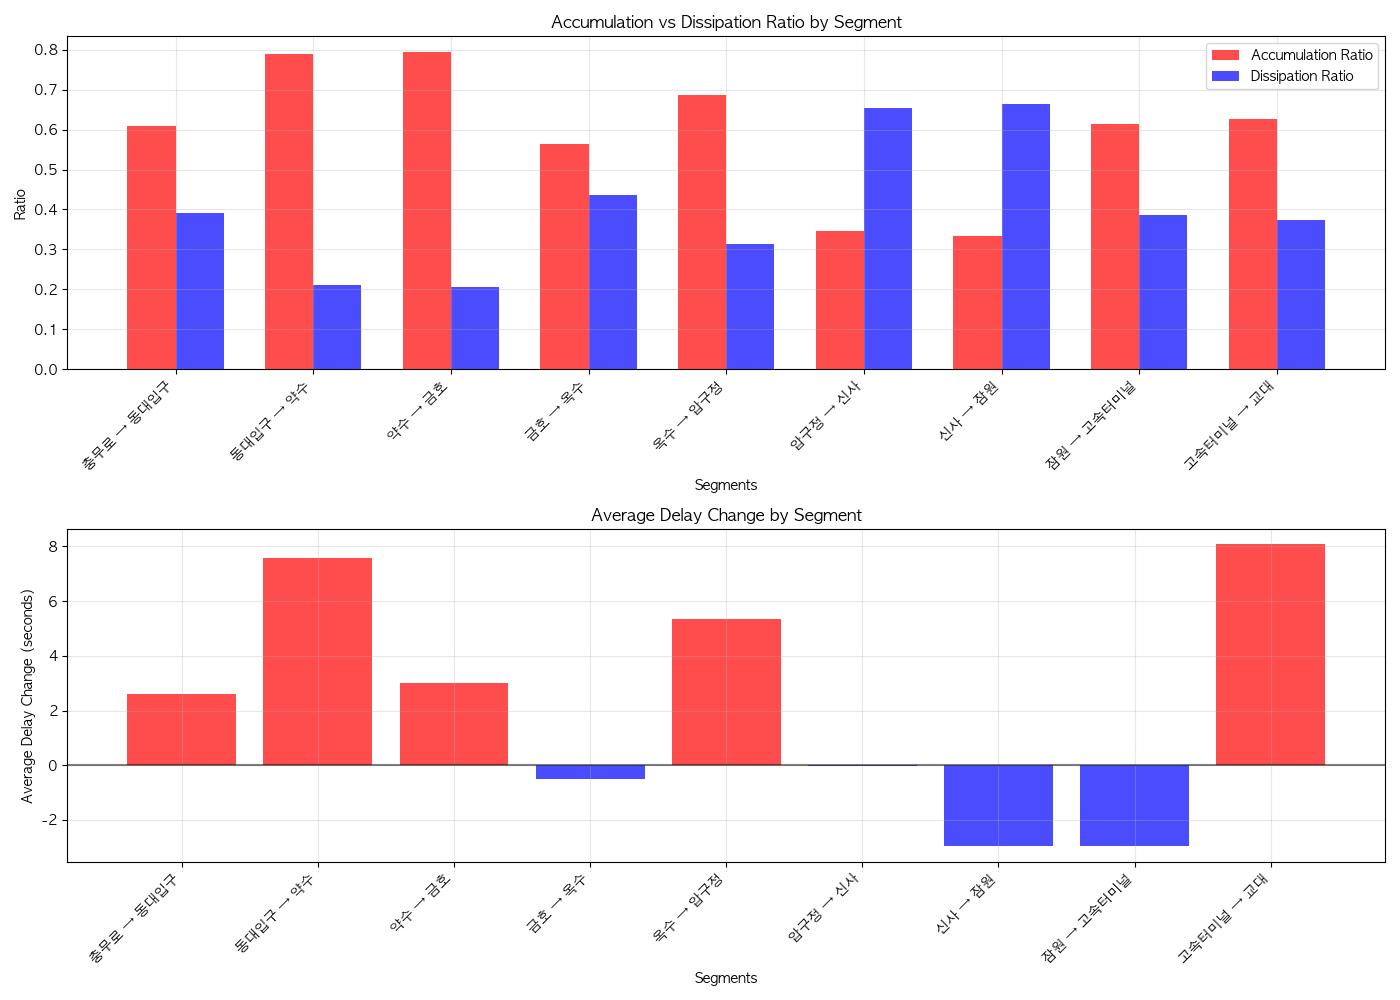 Accumulation vs Dissipation Ratio by Segment
Accumulation Ratio
Dissipation Ratio
Ratio
0.8
0.7
0.6
0.5
0.4
0.3
0.2
0.1
0.0
충무로 → 동대입구
동대입구 → 약수
약수 → 금호
금호 → 옥수
옥수 → 압구정
압구정 → 신사
신사 → 잠원
잠원 → 고속터미널
고속터미널 → 교대
Segments
Average Delay Change by Segment
Average Delay Change (seconds)
8
6
4
2
0
-2
충무로 → 동대입구
동대입구 → 약수
약수 → 금호
금호 → 옥수
옥수 → 압구정
압구정 → 신사
신사 → 잠원
잠원 → 고속터미널
고속터미널 → 교대
Segments